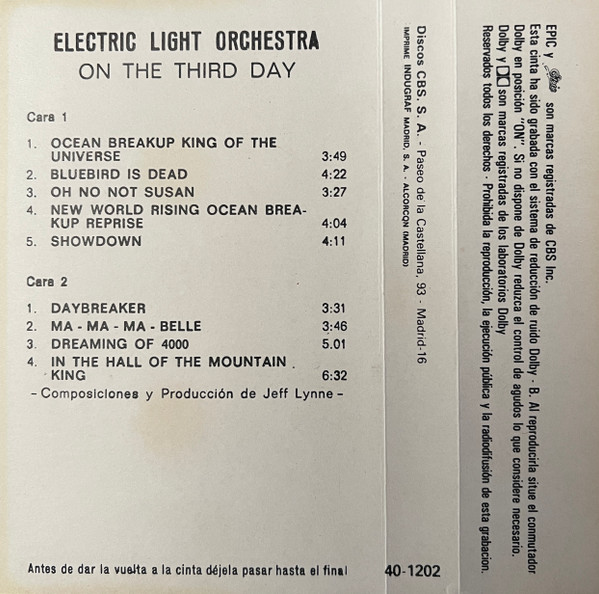 ELECTRIC LIGHT ORCHESTRA
ON THE THIRD DAY
Cara 1
1. OCEAN BREAKUP KING OF THE
UNIVERSE 3:49
2. BLUEBIRD IS DEAD 4:22
3. OH NO NOT SUSAN 3:27
4. NEW WORLD RISING OCEAN BREA-
KUP REPRISE 4:04
5. SHOWDOWN 4:11
Cara 2
1. DAYBREAKER 3:31
2. MA - MA - MA - BELLE 3:46
3. DREAMING OF 4000 5.01
4. IN THE HALL OF THE MOUNTAIN
KING 6:32
- Composiciones y Producción de Jeff Lynne -
Antes de dar la vuelta a la cinta déjela pasar hasta el final
Discos CBS. S. A. - Paseo de la Castellana, 93 - Madrid-16
IMPRIME INDUGRAF MADRID, S. A. - ALCORCON (MADRID)
40-1202
EPIC y Epic son marcas registradas de CBS Inc.
Esta cinta ha sido grabada con el sistema de reducción de ruido Dolby - B. Al reproducirla situe el conmutador
Dolby en posición "ON". Si no dispone de Dolby reduzca el control de agudos lo que considere necesario.
Dolby y son marcas registradas de los laboratorios Dolby
Reservados todos los derechos - Prohibida la reproducción, la ejecución pública y la radiodifusión de esta grabacion.